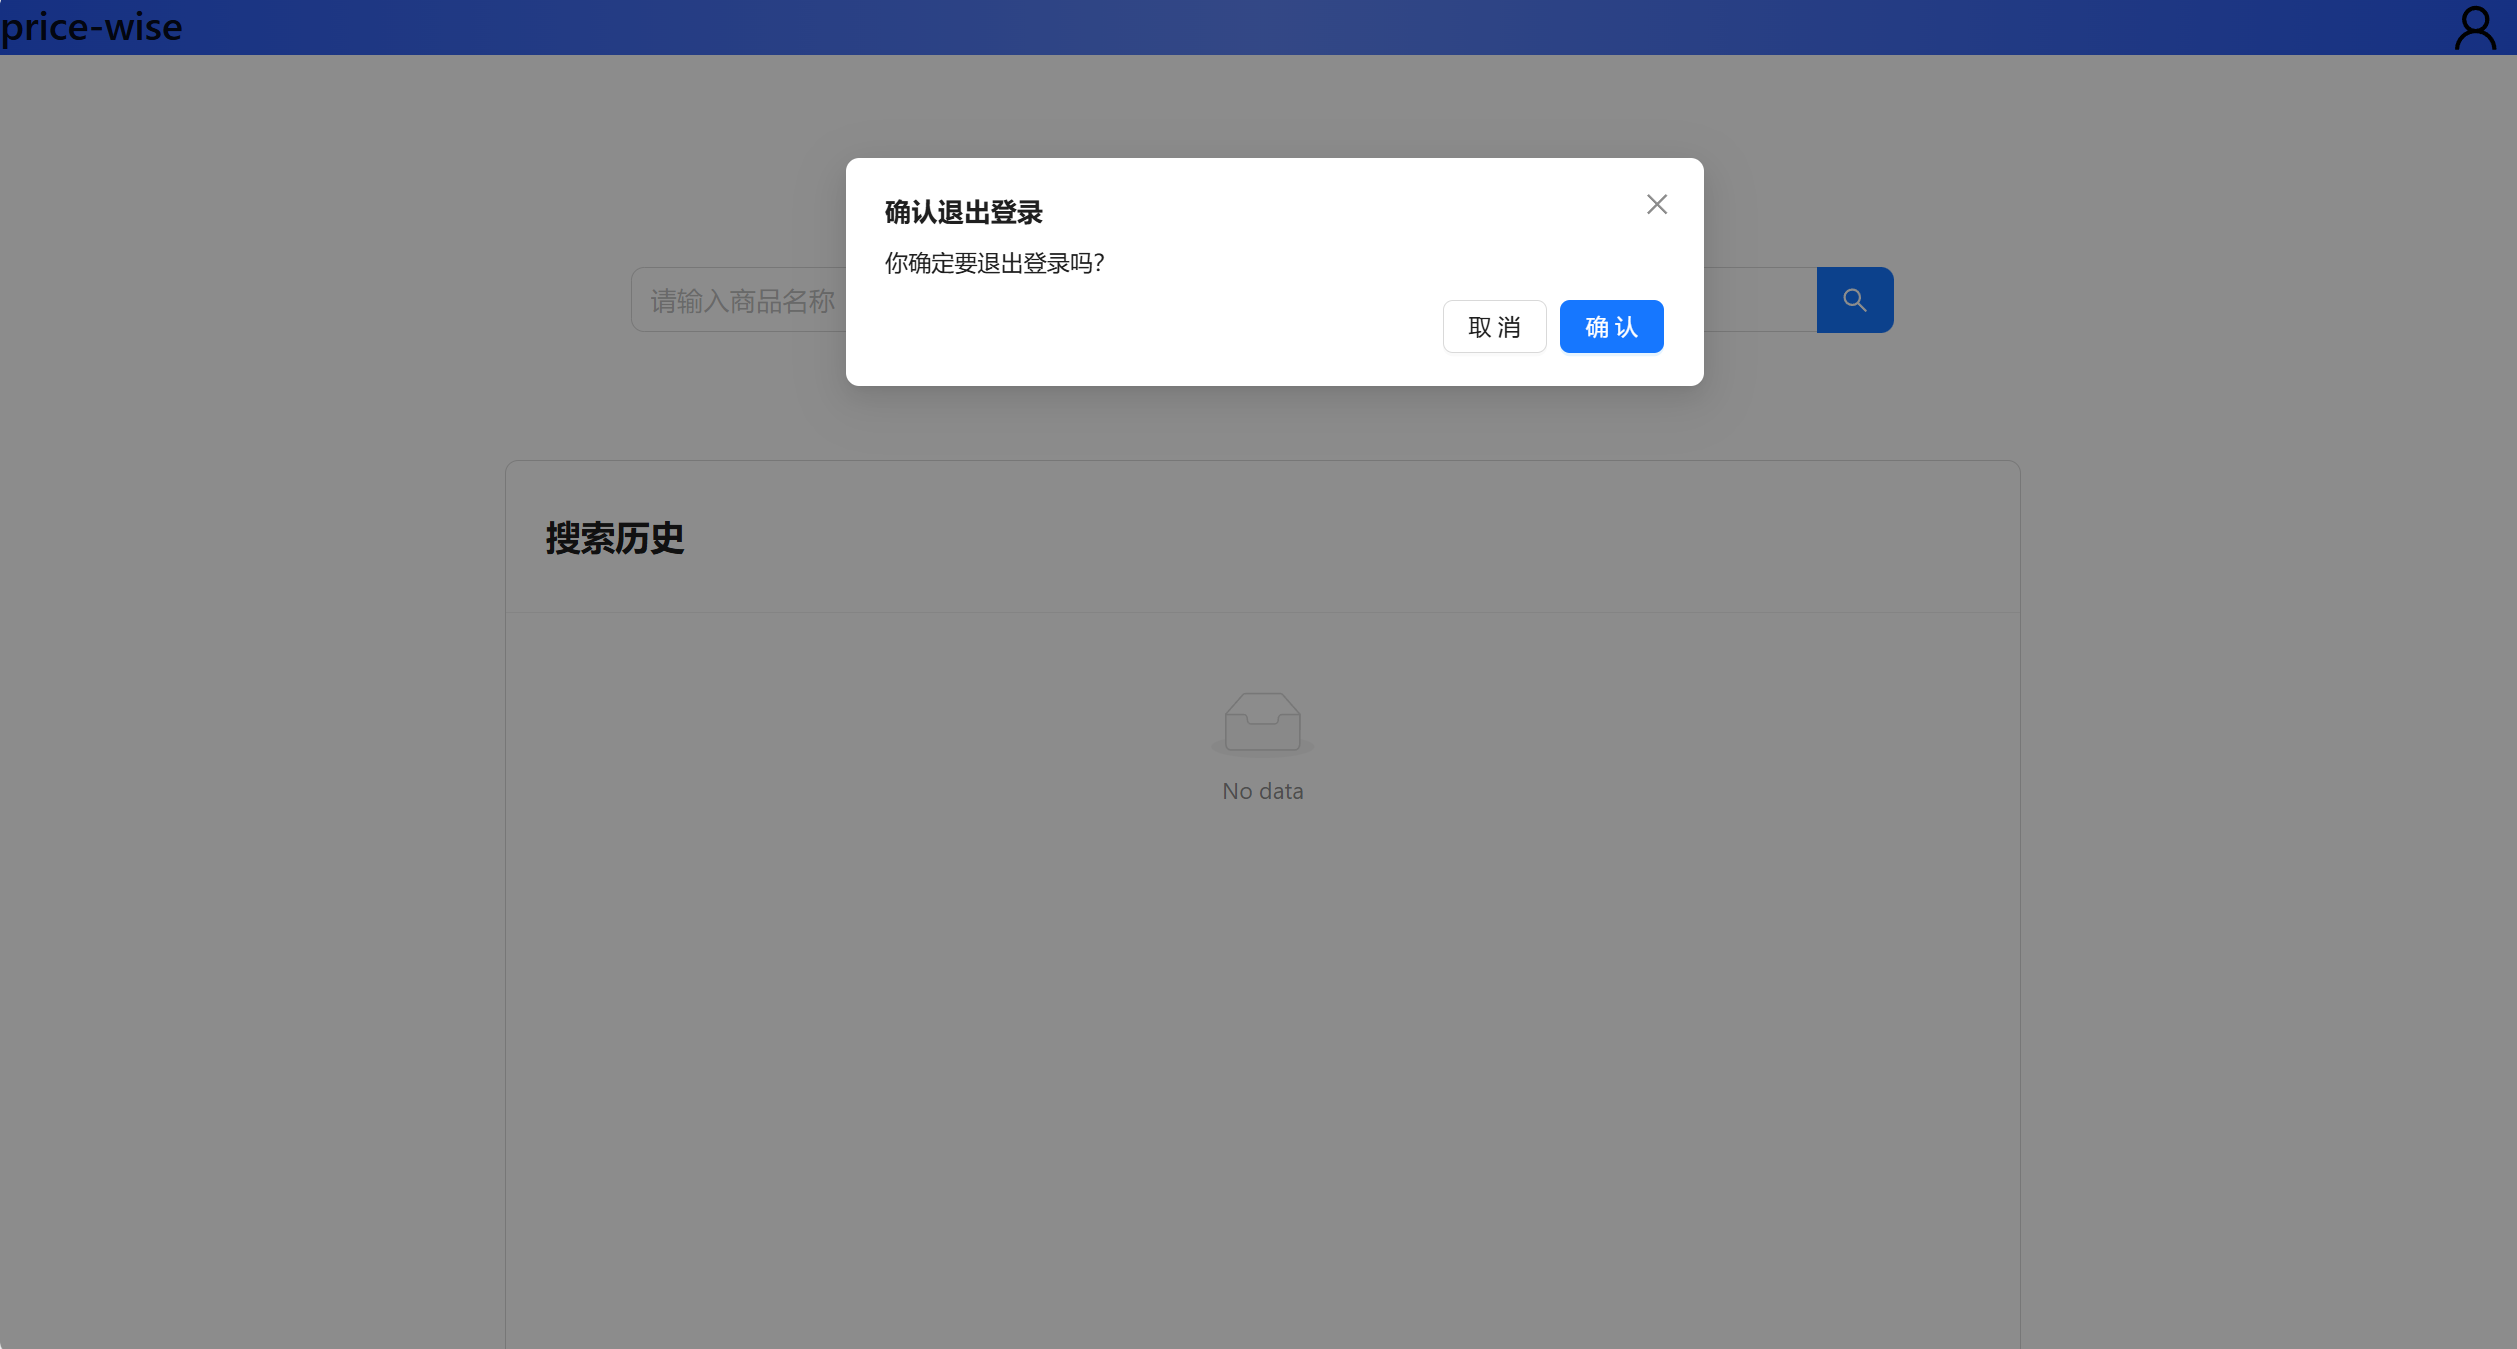 price-wise
确认退出登录
你确定要退出登录吗？
请输入商品名称
取 消
确 认
搜索历史
No data